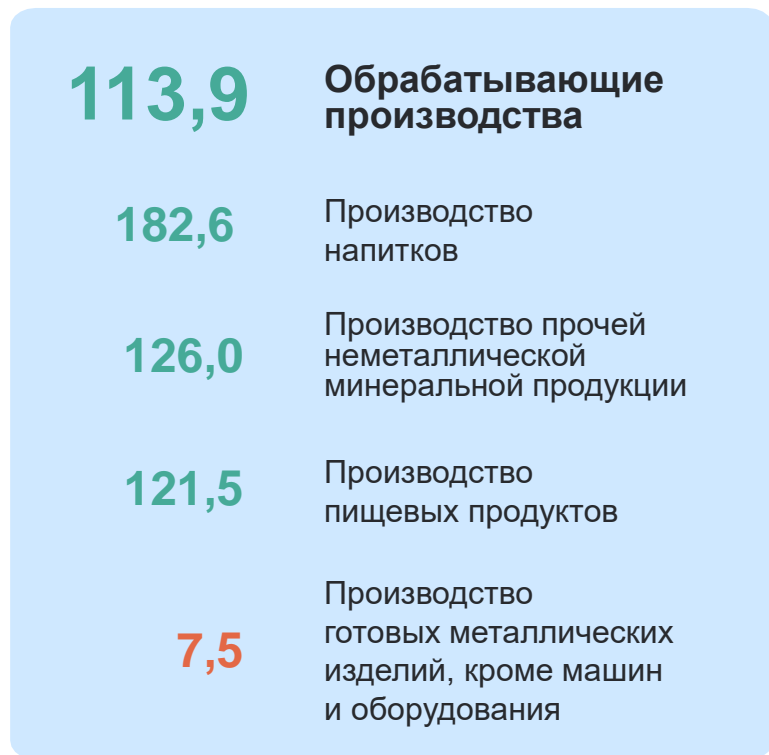 113,9
Обрабатывающие
производства
182,6
Производство
напитков
126,0
Производство прочей
неметаллической
минеральной продукции
121,5
Производство
пищевых продуктов
7,5
Производство
готовых металлических
изделий, кроме машин
и оборудования